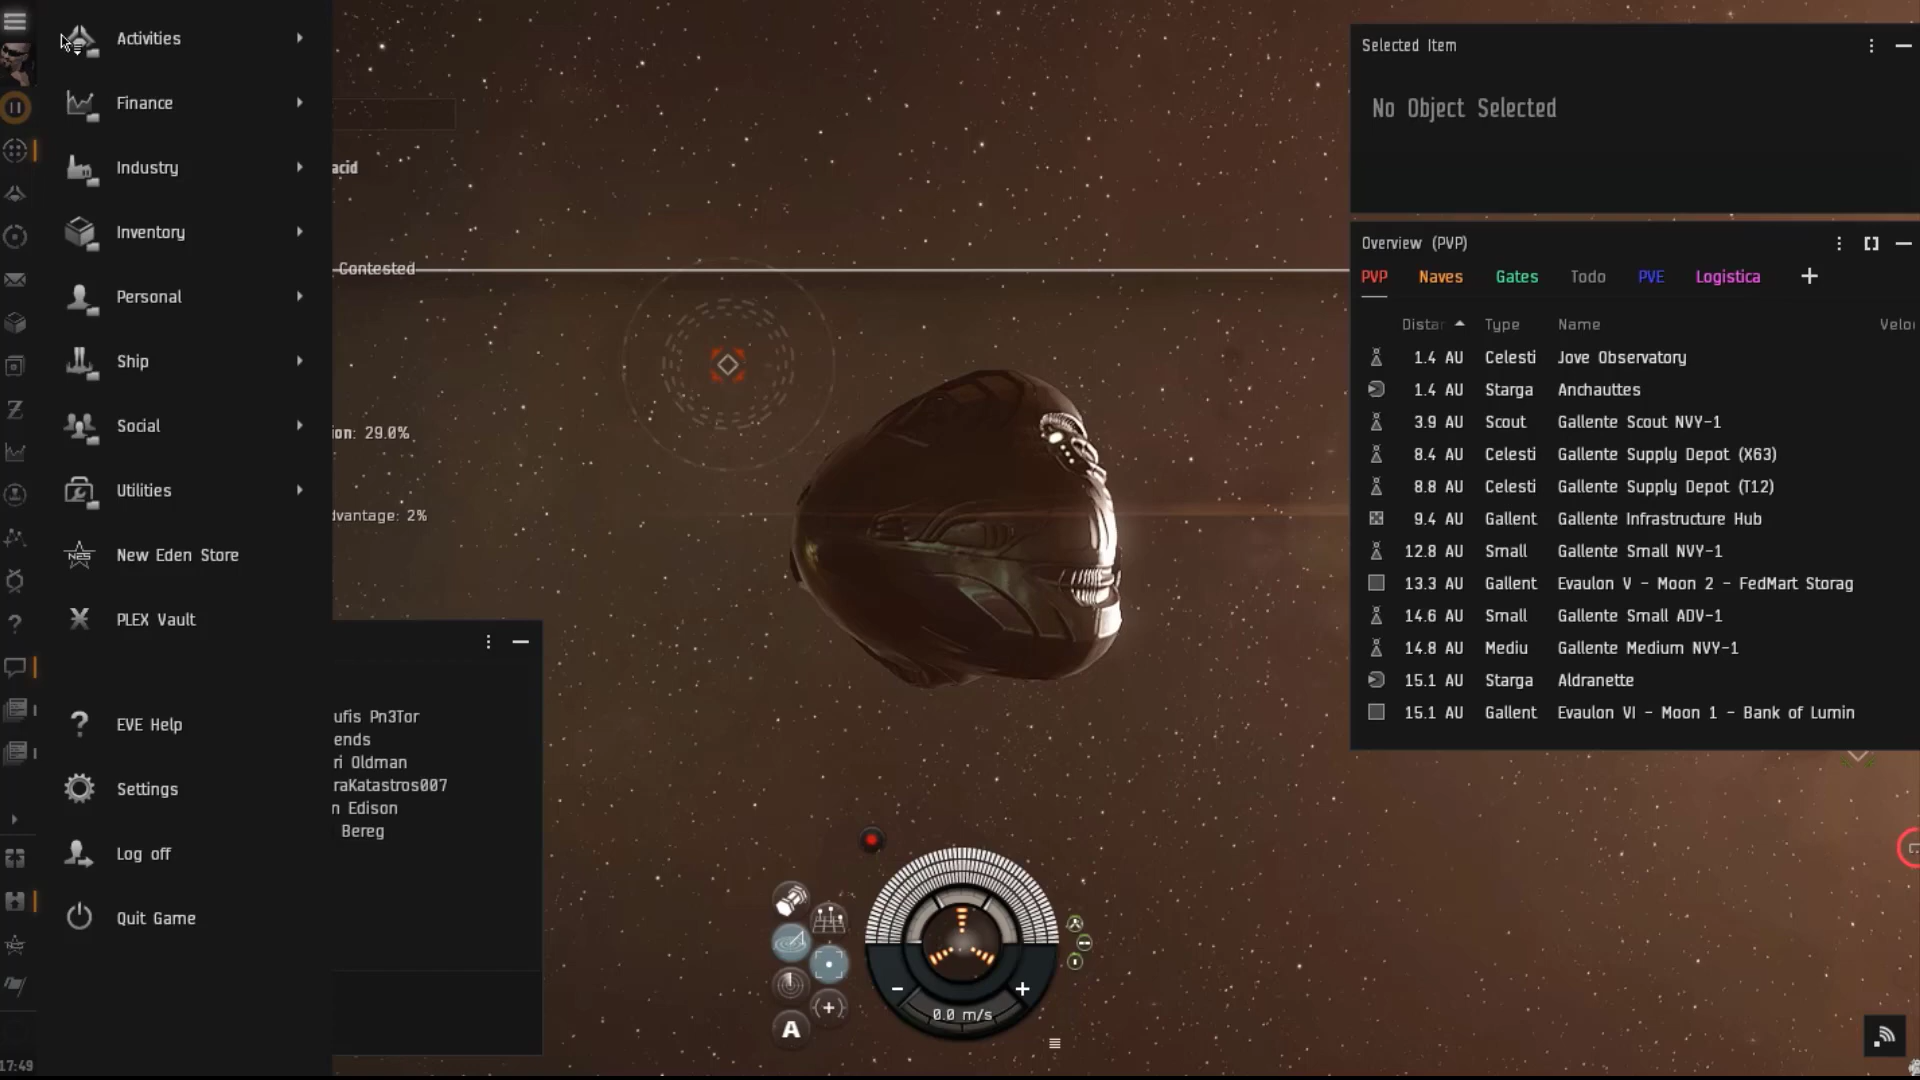 Activities
Finance
Industry
Inventory
Personal
Ship
Social
Utilities
New Eden Store
PLEX Vault
EVE Help
Settings
Log off
Quit Game
17:49
acid
Contested
ion: 29.0%
dvantage: 2%
ufis Pn3Tor
ends
ri Oldman
raKatastros007
n Edison
Bereg
A
0.0 m/s
Selected Item
No Object Selected
Overview (PVP)
PVP Naves Gates Todo PVE Logistica +
Distar Type Name Veloc
1.4 AU Celesti Jove Observatory
1.4 AU Starga Anchauttes
3.9 AU Scout Gallente Scout NVY-1
8.4 AU Celesti Gallente Supply Depot (X63)
8.8 AU Celesti Gallente Supply Depot (T12)
9.4 AU Gallent Gallente Infrastructure Hub
12.8 AU Small Gallente Small NVY-1
13.3 AU Gallent Evaulon V - Moon 2 - FedMart Storag
14.6 AU Small Gallente Small ADV-1
14.8 AU Mediu Gallente Medium NVY-1
15.1 AU Starga Aldranette
15.1 AU Gallent Evaulon VI - Moon 1 - Bank of Lumin